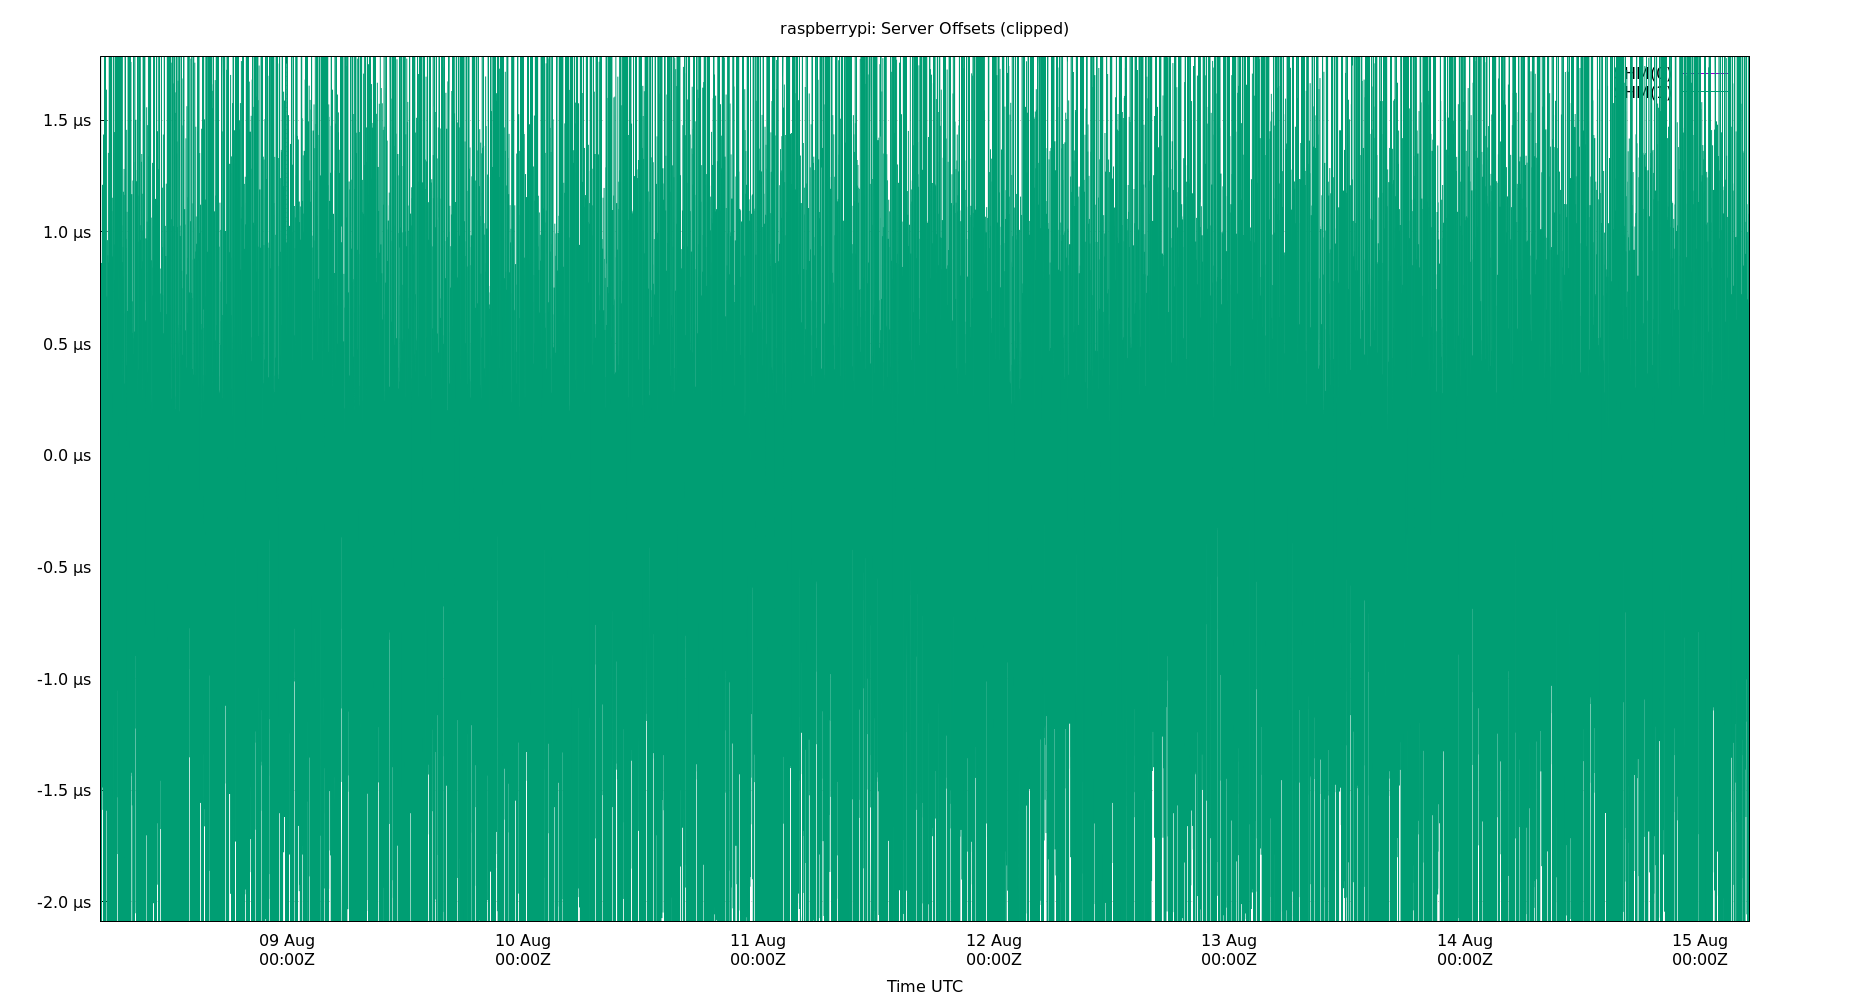 raspberrypi: Server Offsets (clipped)
1.5 µs
1.0 µs
0.5 µs
0.0 µs
-0.5 µs
-1.0 µs
-1.5 µs
-2.0 µs
09 Aug
00:00Z
10 Aug
00:00Z
11 Aug
00:00Z
12 Aug
00:00Z
13 Aug
00:00Z
14 Aug
00:00Z
15 Aug
00:00Z
Time UTC